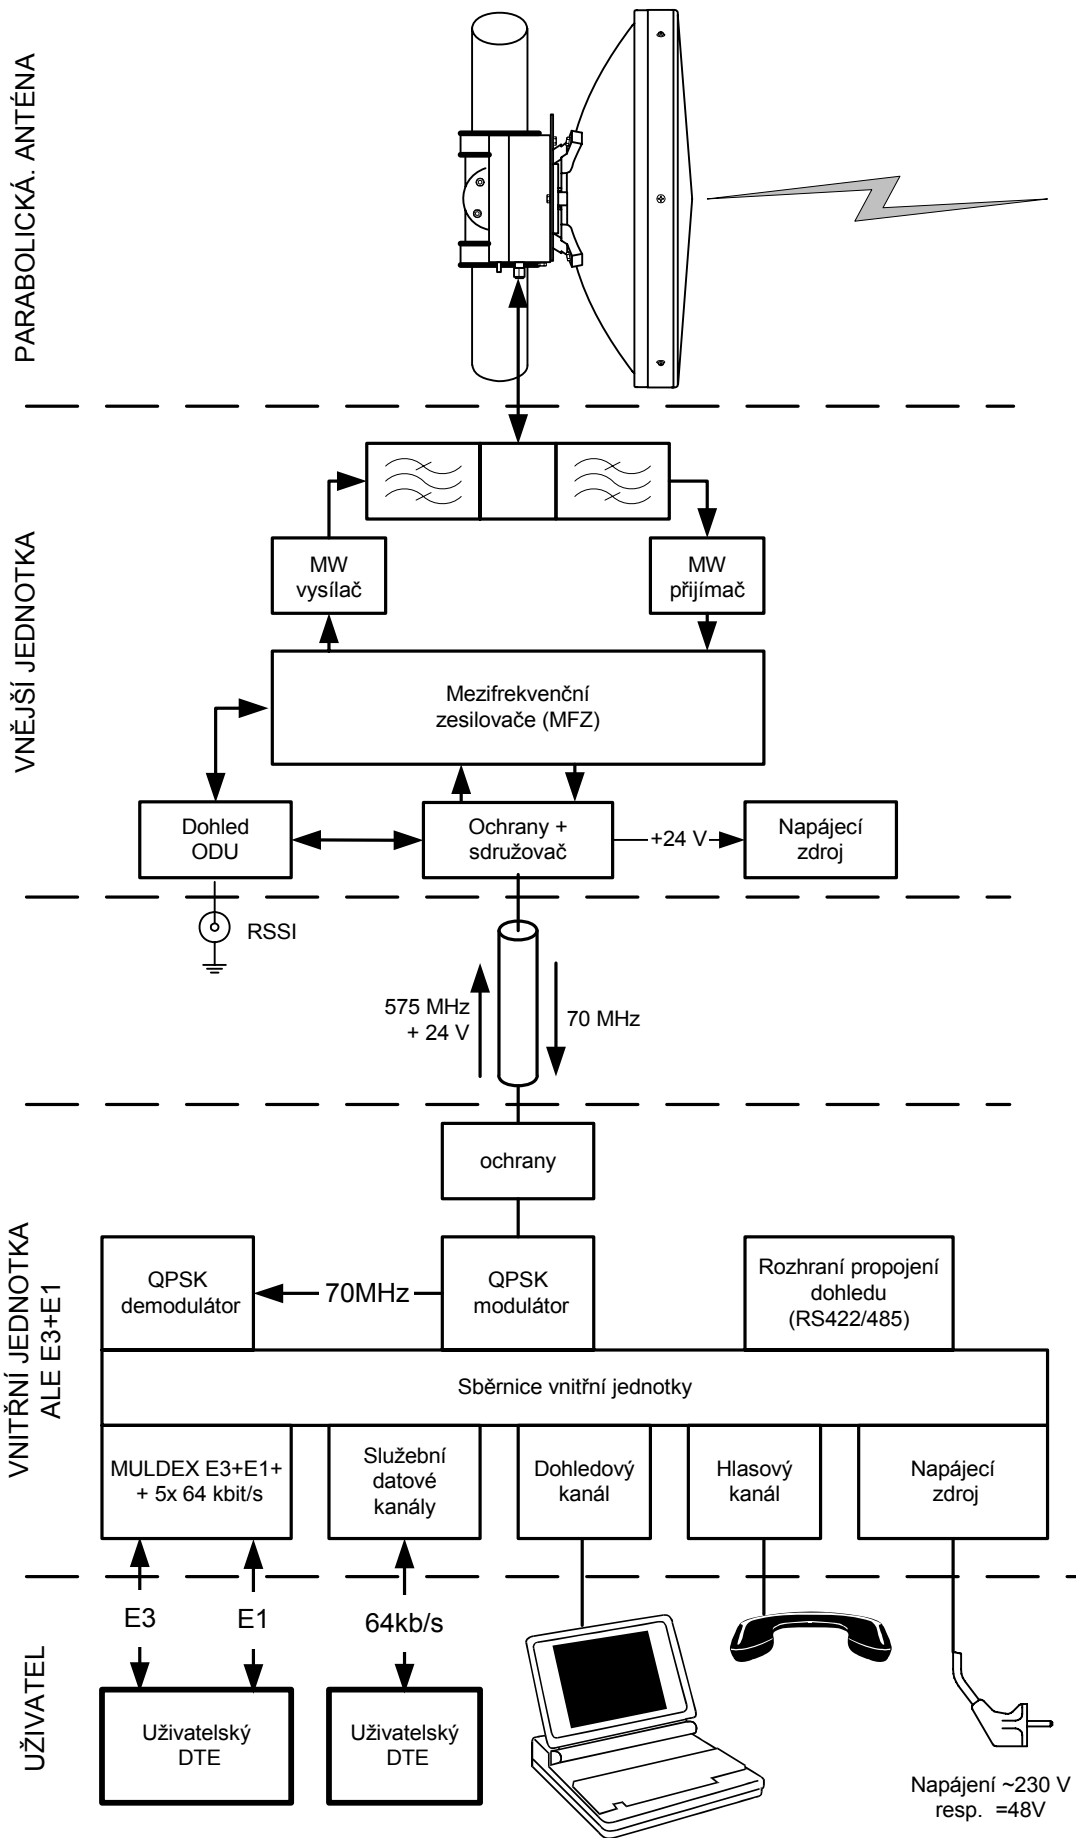 PARABOLICKÁ. ANTÉNA
VNĚJŠÍ JEDNOTKA
MW
vysílač
MW
přijímač
Mezifrekvenční
zesilovače (MFZ)
Dohled
ODU
Ochrany +
sdružovač
+24 V
Napájecí
zdroj
RSSI
575 MHz
+ 24 V
70 MHz
VNITŘNÍ JEDNOTKA
ALE E3+E1
ochrany
QPSK
demodulátor
70MHz
QPSK
modulátor
Rozhraní propojení
dohledu
(RS422/485)
Sběrnice vnitřní jednotky
MULDEX E3+E1+
+ 5x 64 kbit/s
Služební
datové
kanály
Dohledový
kanál
Hlasový
kanál
Napájecí
zdroj
UŽIVATEL
E3
E1
64kb/s
Uživatelský
DTE
Uživatelský
DTE
Napájení ~230 V
resp. =48V